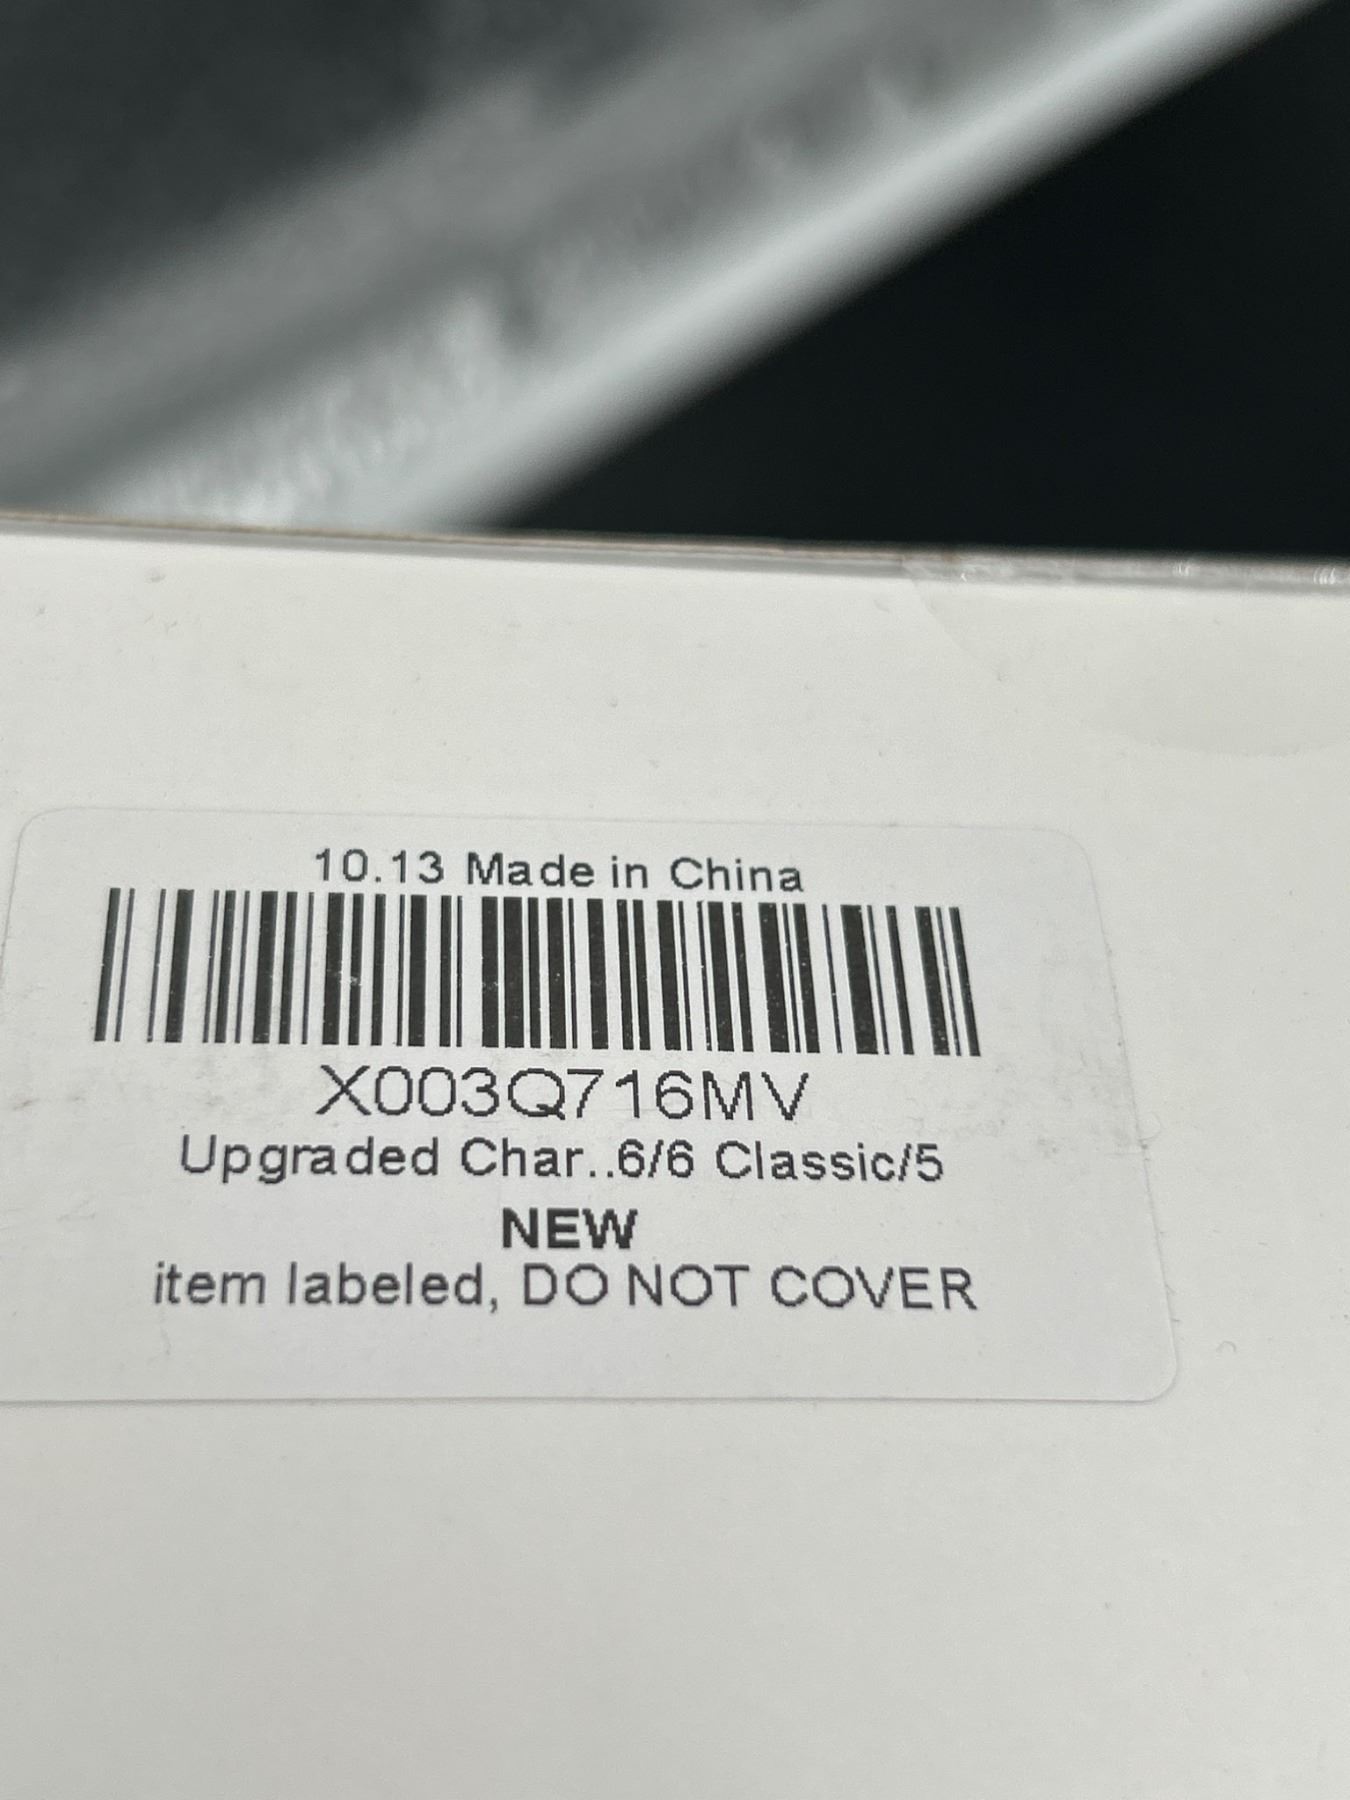 10.13 Made in China
X003Q716MV
Upgraded Char..6/6 Classic/5
NEW
item labeled, DO NOT COVER